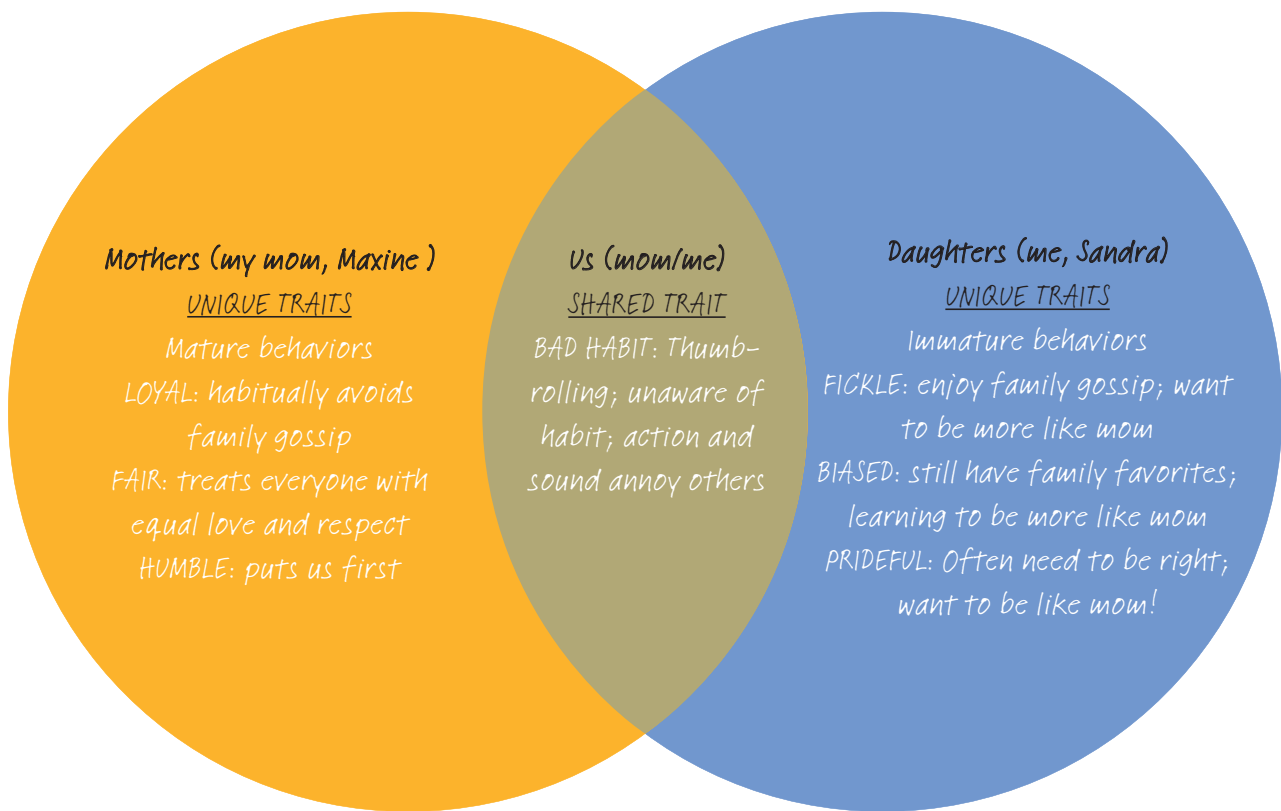 Mothers (my mom, Maxine )
UNIQUE TRAITS
Mature behaviors
LOYAL: habitually avoids
family gossip
FAIR: treats everyone with
equal love and respect
HUMBLE: puts us first
Us (mom/me)
SHARED TRAIT
BAD HABIT: Thumb-
rolling; unaware of
habit; action and
sound annoy others
Daughters (me, Sandra)
UNIQUE TRAITS
Immature behaviors
FICKLE: enjoy family gossip; want
to be more like mom
BIASED: still have family favorites;
learning to be more like mom
PRIDEFUL: Often need to be right;
want to be like mom!